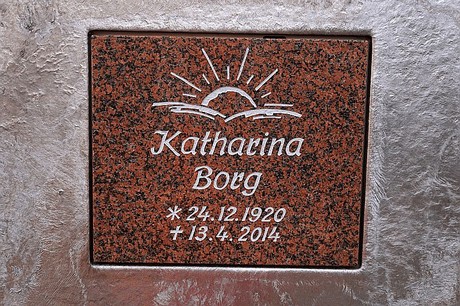 Katharina
Borg
* 24.12.1920
† 13.4.2014